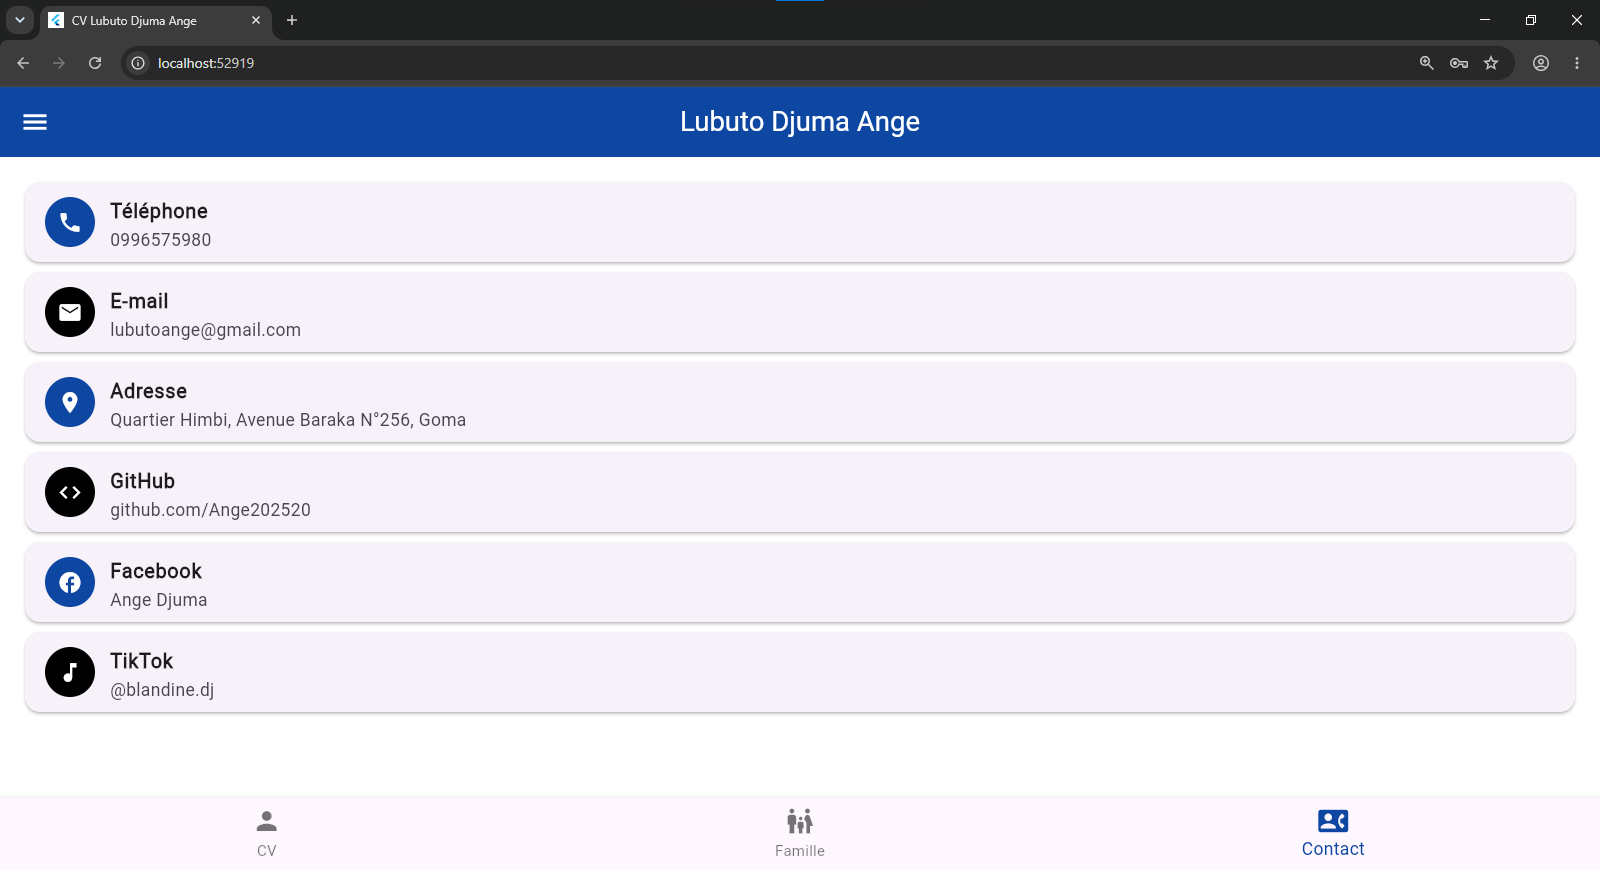 CV Lubuto Djuma Ange
localhost:52919
Lubuto Djuma Ange
Téléphone
0996575980
E-mail
lubutoange@gmail.com
Adresse
Quartier Himbi, Avenue Baraka N°256, Goma
GitHub
github.com/Ange202520
Facebook
Ange Djuma
TikTok
@blandine.dj
CV
Famille
Contact